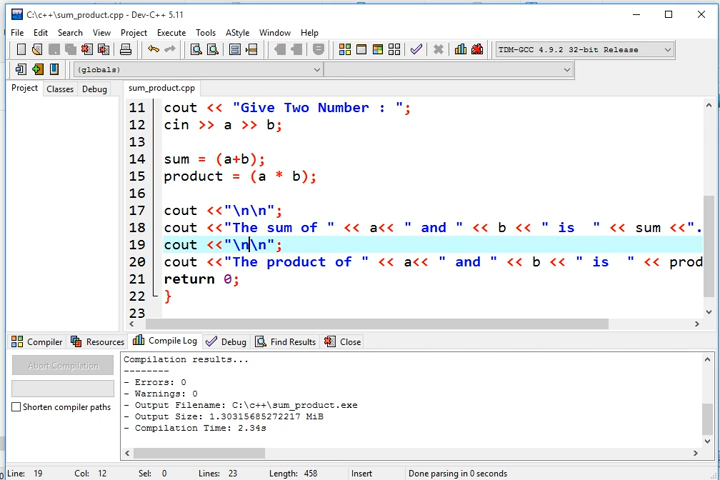 C:\c++\sum_product.cpp - Dev-C++ 5.11
File Edit Search View Project Execute Tools AStyle Window Help
TDM-GCC 4.9.2 32-bit Release
(globals)
Project Classes Debug
sum_product.cpp
11 cout << "Give Two Number : ";
12 cin >> a >> b;
13
14 sum = (a+b);
15 product = (a * b);
16
17 cout <<"\n\n";
18 cout <<"The sum of " << a<< " and " << b << " is  " << sum <<".
19 cout <<"\n\n";
20 cout <<"The product of " << a<< " and " << b << " is  " << prod
21 return 0;
22 }
23
Compiler Resources Compile Log Debug Find Results Close
Abort Compilation
Shorten compiler paths
Compilation results...
--------
- Errors: 0
- Warnings: 0
- Output Filename: C:\c++\sum_product.exe
- Output Size: 1.30315685272217 MiB
- Compilation Time: 2.34s
Line: 19 Col: 12 Sel: 0 Lines: 23 Length: 458 Insert Done parsing in 0 seconds